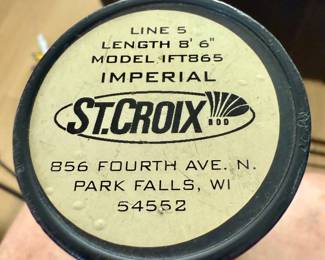 LINE 5
LENGTH 8' 6"
MODEL IFT865
IMPERIAL
ST.CROIX
ROD
856 FOURTH AVE. N.
PARK FALLS, WI
54552